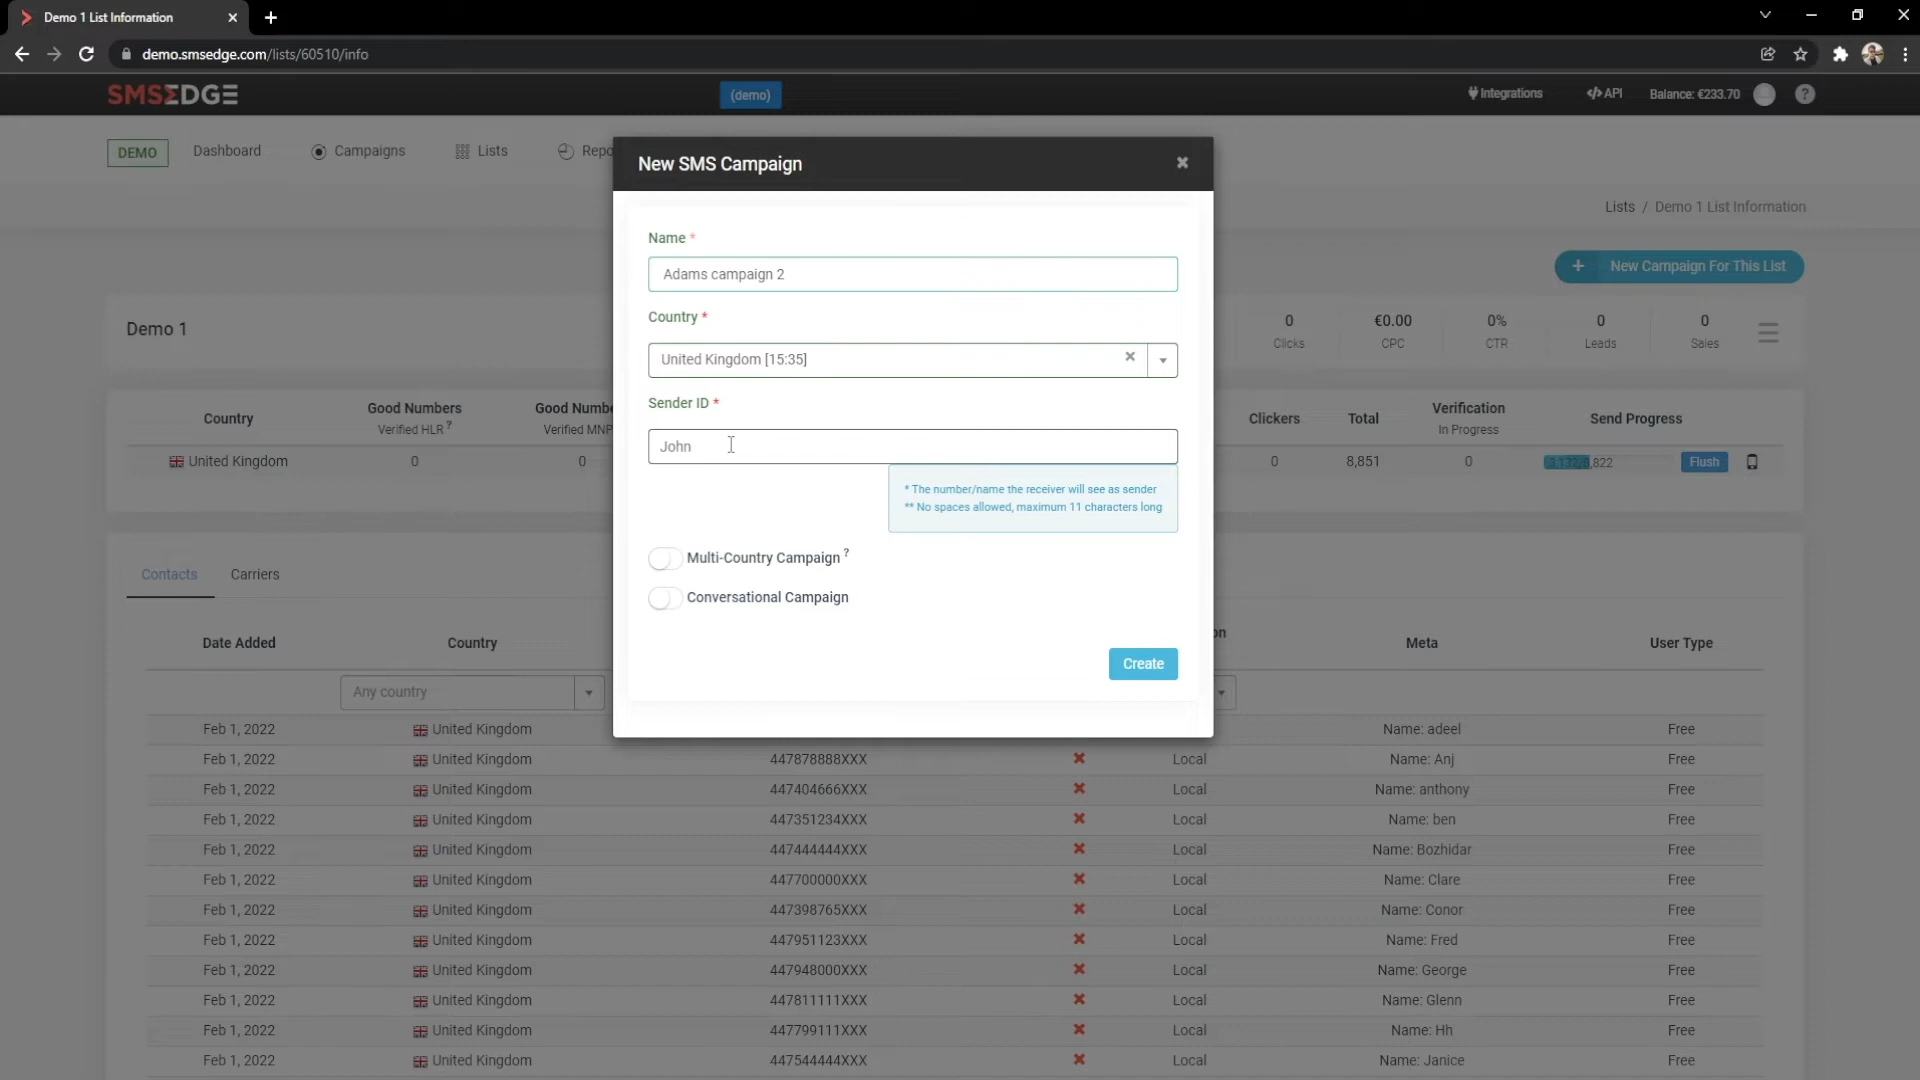 Demo 1 List Information
demo.smsedge.com/lists/60510/info
SMSEDGE
(demo)
Integrations
API
Balance: €233.70
?
DEMO
Dashboard
Campaigns
Lists
Repo
New SMS Campaign
Lists / Demo 1 List Information
Name *
Adams campaign 2
+ New Campaign For This List
Country *
United Kingdom [15:35]
Demo 1
0
Clicks
€0.00
CPC
0%
CTR
0
Leads
0
Sales
Sender ID *
John
Country
Good Numbers
Verified HLR ?
Good Numbe
Verified MNP
Clickers
Total
Verification
In Progress
Send Progress
United Kingdom
0
0
0
8,851
0
Flush
* The number/name the receiver will see as sender
** No spaces allowed, maximum 11 characters long
Multi-Country Campaign ?
Conversational Campaign
Create
Contacts
Carriers
Date Added
Country
on
Meta
User Type
Any country
Feb 1, 2022 United Kingdom Name: adeel Free
Feb 1, 2022 United Kingdom 447878888XXX Local Name: Anj Free
Feb 1, 2022 United Kingdom 447404666XXX Local Name: anthony Free
Feb 1, 2022 United Kingdom 447351234XXX Local Name: ben Free
Feb 1, 2022 United Kingdom 447444444XXX Local Name: Bozhidar Free
Feb 1, 2022 United Kingdom 447700000XXX Local Name: Clare Free
Feb 1, 2022 United Kingdom 447398765XXX Local Name: Conor Free
Feb 1, 2022 United Kingdom 447951123XXX Local Name: Fred Free
Feb 1, 2022 United Kingdom 447948000XXX Local Name: George Free
Feb 1, 2022 United Kingdom 447811111XXX Local Name: Glenn Free
Feb 1, 2022 United Kingdom 447799111XXX Local Name: Hh Free
Feb 1, 2022 United Kingdom 447544444XXX Local Name: Janice Free